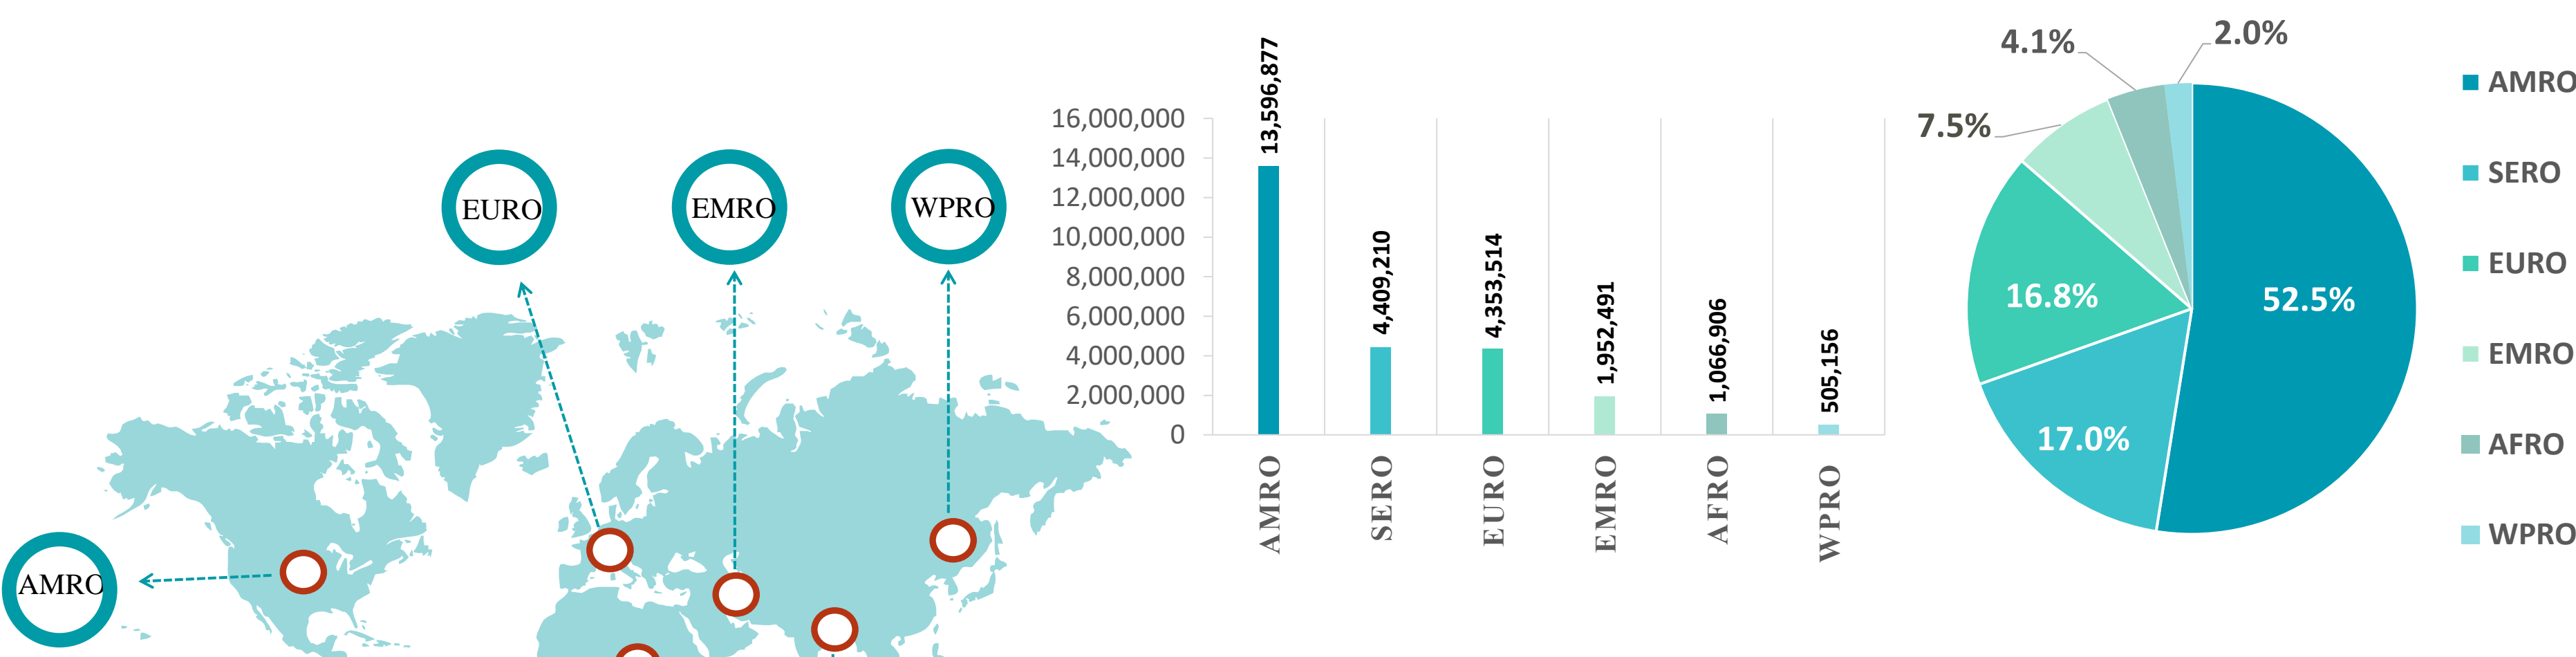 EURO
EMRO
WPRO
AMRO
16,000,000
14,000,000
12,000,000
10,000,000
8,000,000
6,000,000
4,000,000
2,000,000
0
13,596,877
4,409,210
4,353,514
1,952,491
1,066,906
505,156
AMRO
SERO
EURO
EMRO
AFRO
WPRO
4.1%
2.0%
7.5%
16.8%
52.5%
17.0%
AMRO
SERO
EURO
EMRO
AFRO
WPRO